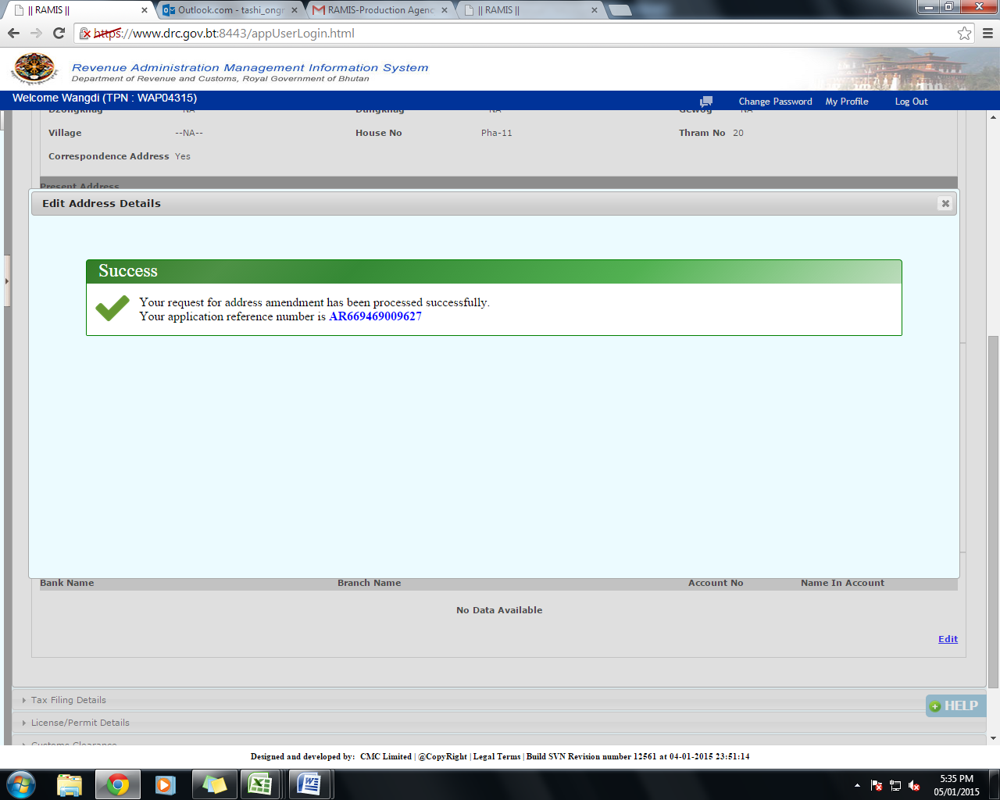 || RAMIS ||
Outlook.com - tashi_ongr
RAMIS-Production Agenc
|| RAMIS ||
https://www.drc.gov.bt:8443/appUserLogin.html
Revenue Administration Management Information System
Department of Revenue and Customs, Royal Government of Bhutan
Welcome Wangdi (TPN : WAP04315)
Change Password My Profile Log Out
Dzongkhag --NA-- Dungkhag --NA-- Gewog --NA--
Village --NA-- House No Pha-11 Thram No 20
Correspondence Address Yes
Present Address
Edit Address Details
Success
Your request for address amendment has been processed successfully.
Your application reference number is AR669469009627
Bank Name Branch Name Account No Name In Account
No Data Available
Edit
Tax Filing Details
HELP
License/Permit Details
Customs Clearance
Designed and developed by: CMC Limited | @CopyRight | Legal Terms | Build SVN Revision number 12561 at 04-01-2015 23:51:14
5:35 PM
05/01/2015